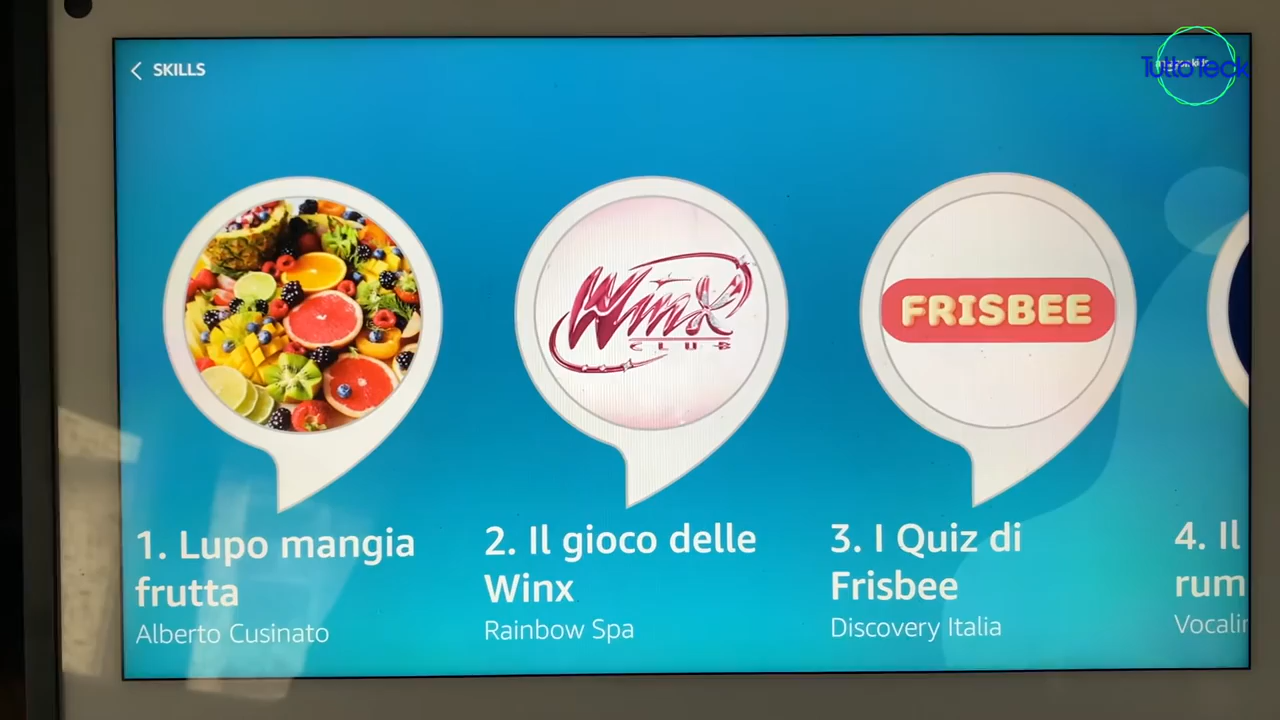 SKILLS
TuttoTeck
Winx
CLUB
FRISBEE
1. Lupo mangia
frutta
Alberto Cusinato
2. Il gioco delle
Winx
Rainbow Spa
3. I Quiz di
Frisbee
Discovery Italia
4. Il
rum
Vocalin